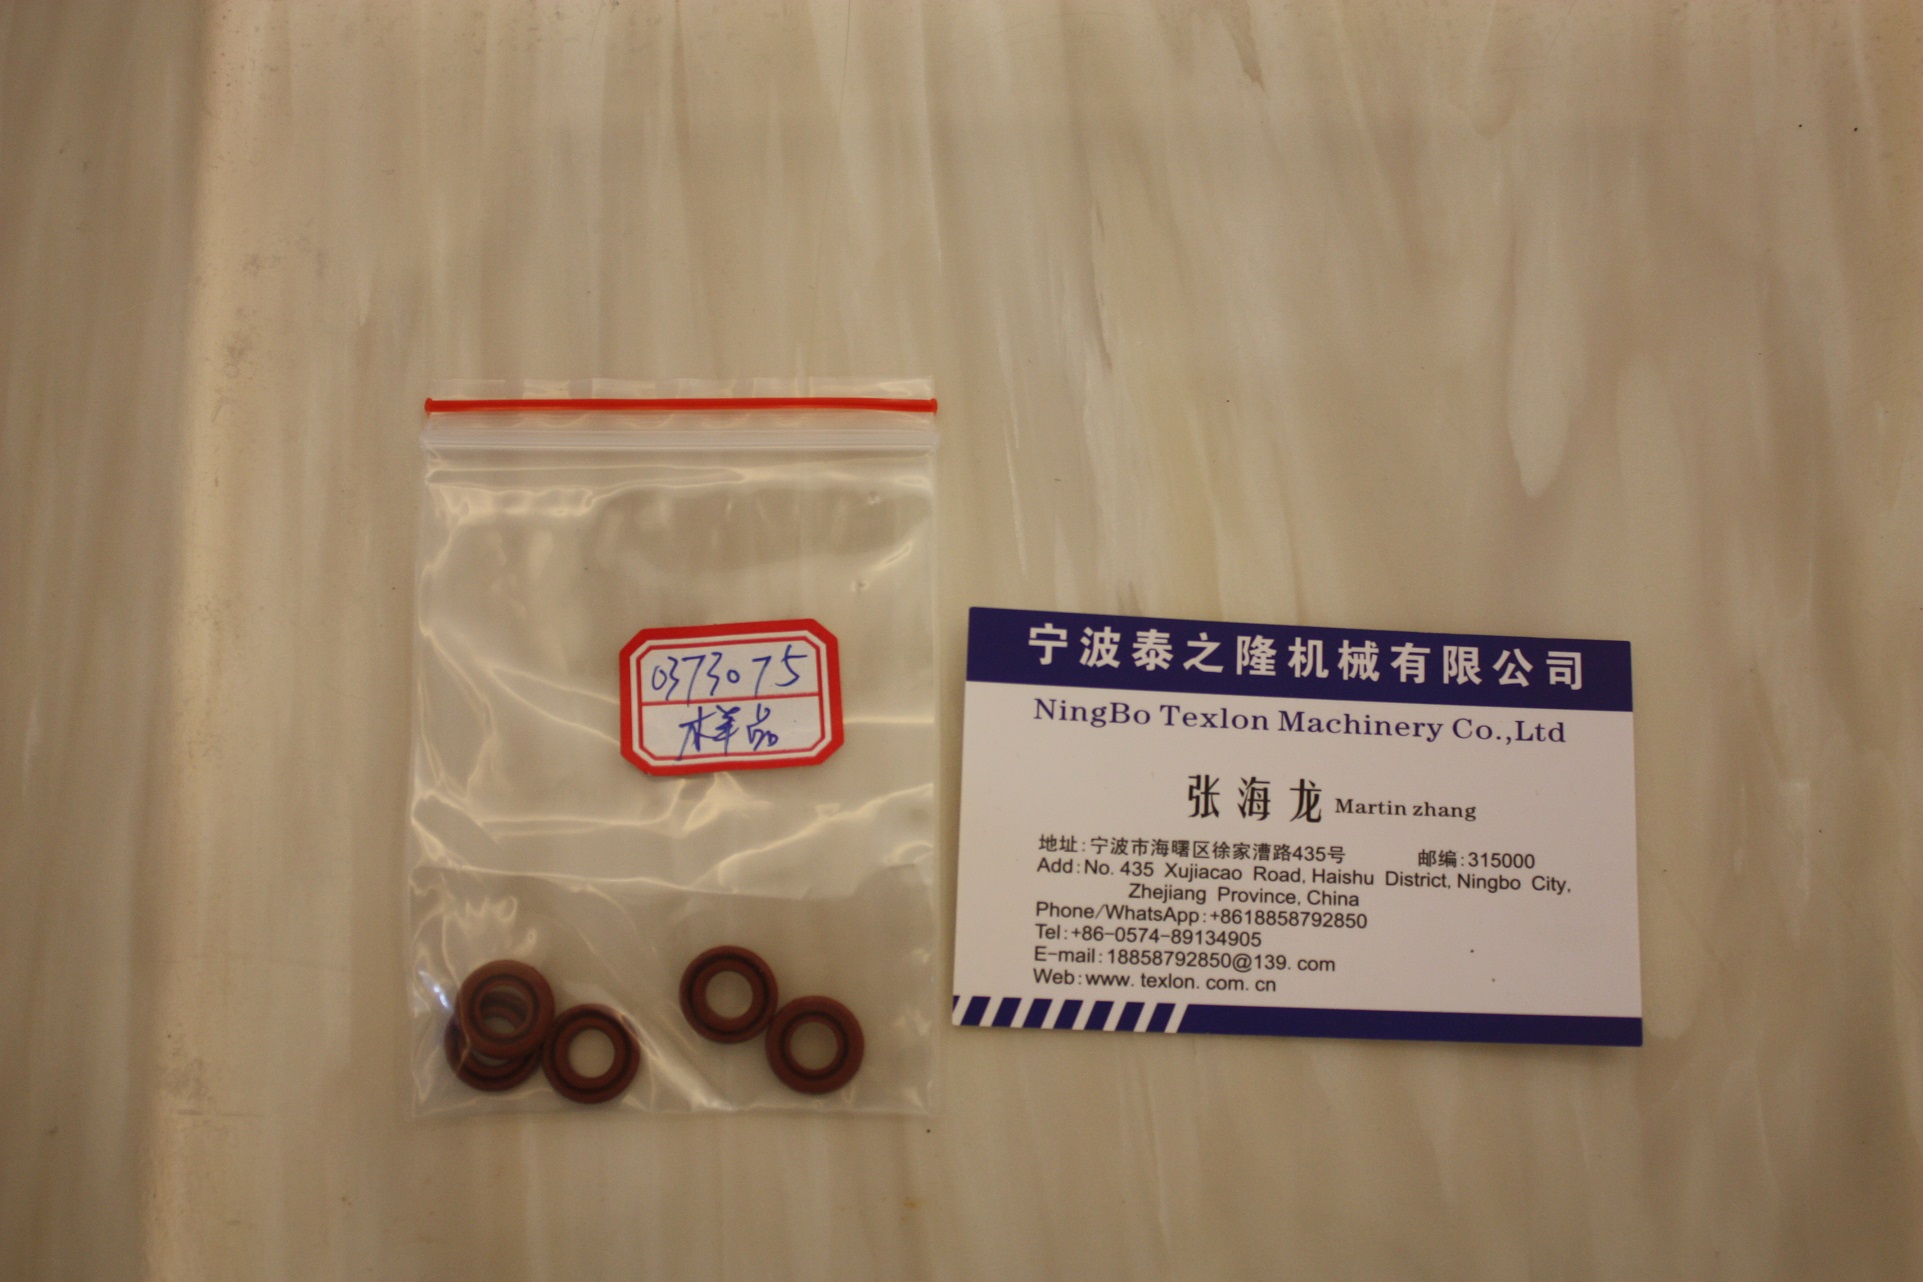 0373075
水样品
宁波泰之隆机械有限公司
NingBo Texlon Machinery Co.,Ltd
张海龙 Martin zhang
地址:宁波市海曙区徐家漕路435号 邮编:315000
Add:No. 435 Xujiacao Road, Haishu District, Ningbo City,
Zhejiang Province, China
Phone/WhatsApp:+8618858792850
Tel:+86-0574-89134905
E-mail:18858792850@139. com
Web:www. texlon. com. cn